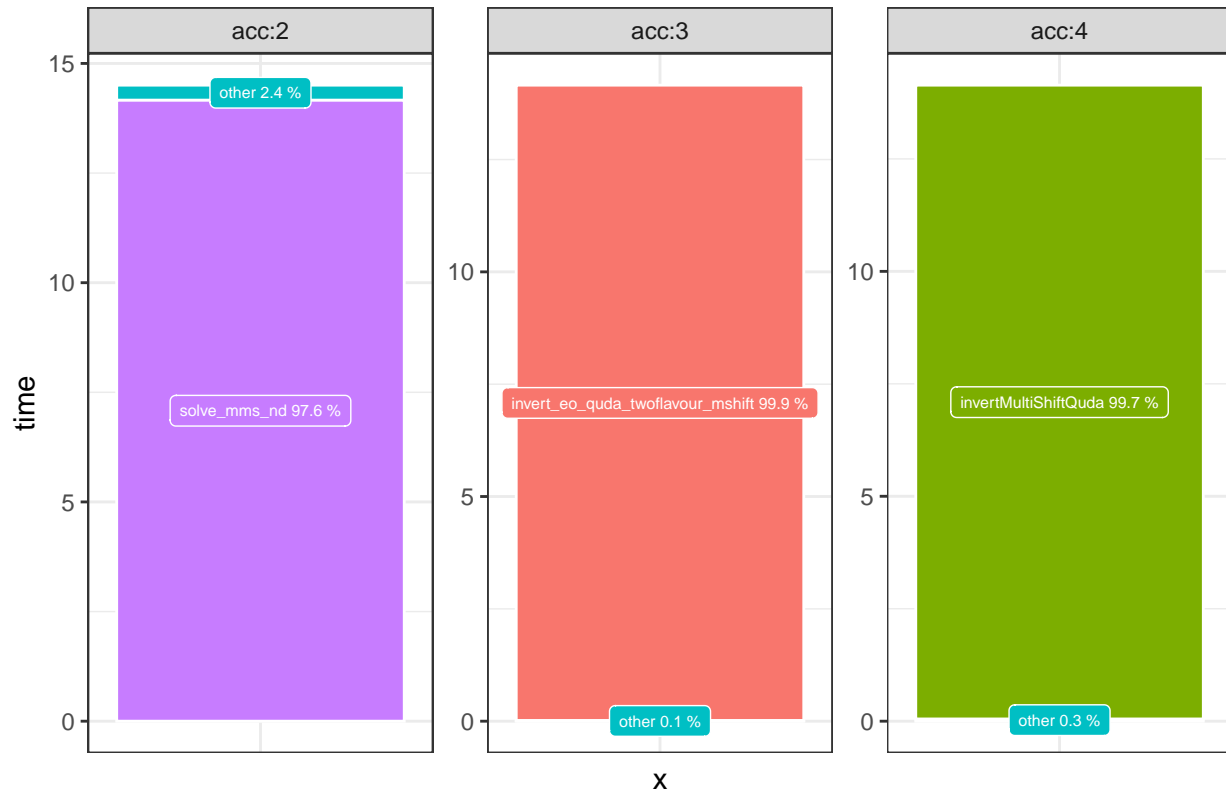 acc:2
acc:3
acc:4
time
15
10
5
0
other 2.4 %
solve_mms_nd 97.6 %
10
5
0
invert_eo_quda_twoflavour_mshift 99.9 %
other 0.1 %
10
5
0
invertMultiShiftQuda 99.7 %
other 0.3 %
x